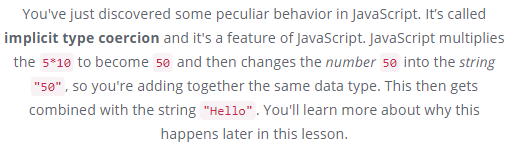 You've just discovered some peculiar behavior in JavaScript. It’s called
implicit type coercion and it's a feature of JavaScript. JavaScript multiplies
the 5*10 to become 50 and then changes the number 50 into the string
"50", so you're adding together the same data type. This then gets
combined with the string "Hello". You'll learn more about why this
happens later in this lesson.